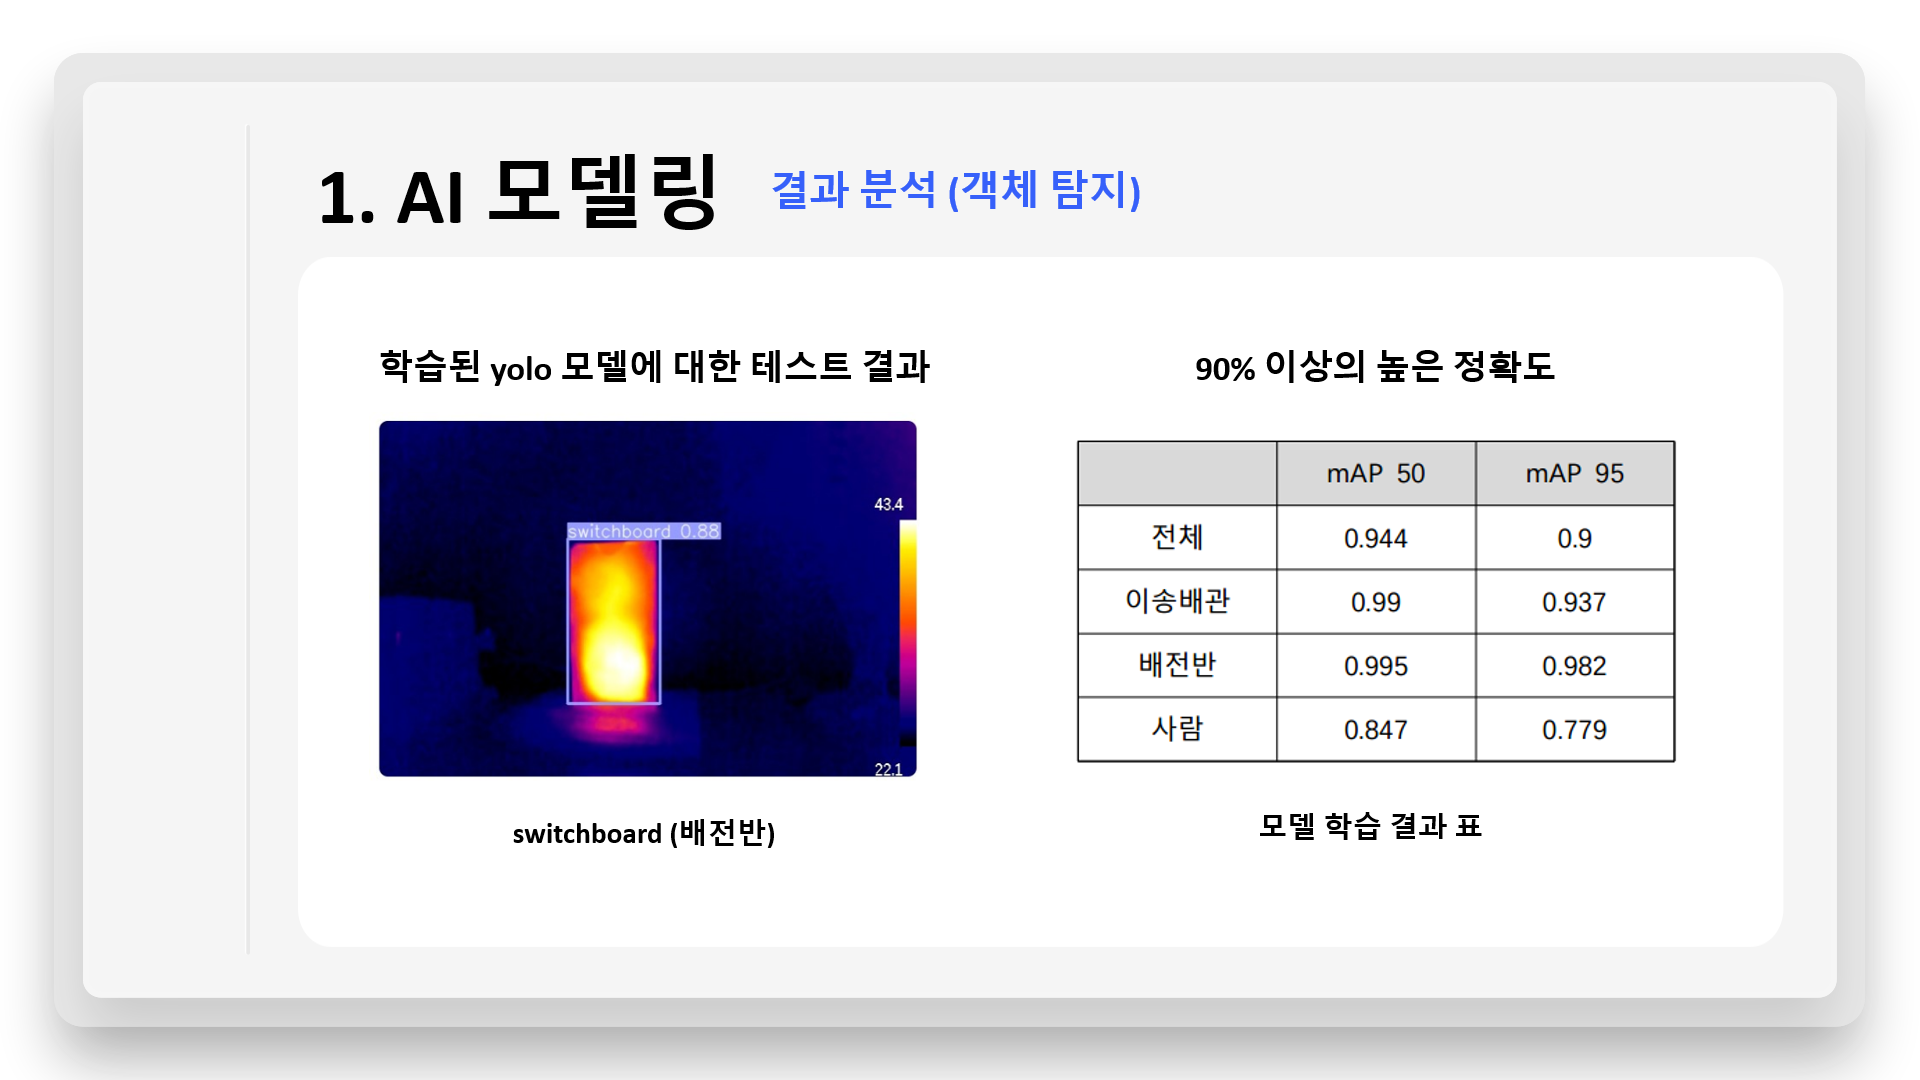 1. AI 모델링
결과 분석 (객체 탐지)
학습된 yolo 모델에 대한 테스트 결과
switchboard 0.88
43.4
22.1
switchboard (배전반)
90% 이상의 높은 정확도
mAP 50 mAP 95
전체 0.944 0.9
이송배관 0.99 0.937
배전반 0.995 0.982
사람 0.847 0.779
모델 학습 결과 표